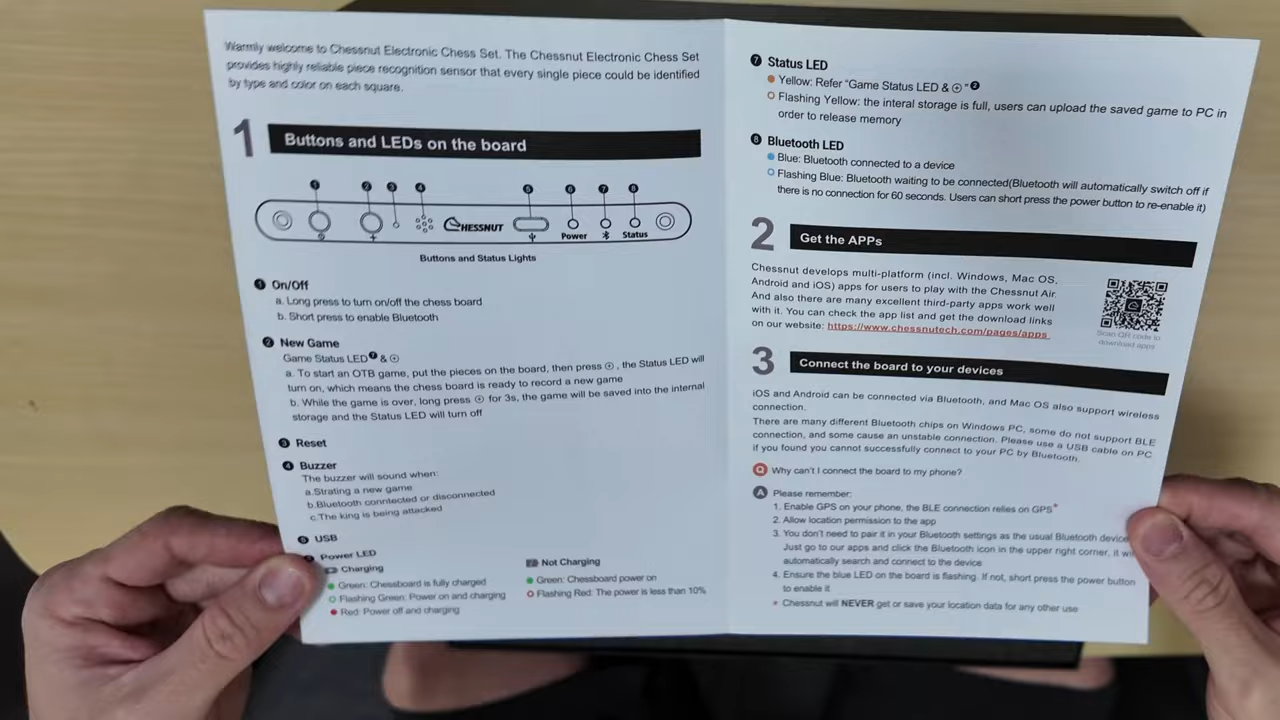 Warmly welcome to Chessnut Electronic Chess Set. The Chessnut Electronic Chess Set
provides highly reliable piece recognition sensor that every single piece could be identified
by type and color on each square.
1 Buttons and LEDs on the board
1 2 3 4 5 6 7 8
CHESSNUT
Power Status
Buttons and Status Lights
1 On/Off
a. Long press to turn on/off the chess board
b. Short press to enable Bluetooth
2 New Game
Game Status LED 7 & ⊙
a. To start an OTB game, put the pieces on the board, then press ⊙, the Status LED will
turn on, which means the chess board is ready to record a new game
b. While the game is over, long press ⊙ for 3s, the game will be saved into the internal
storage and the Status LED will turn off
3 Reset
4 Buzzer
The buzzer will sound when:
a.Strating a new game
b.Bluetooth conntected or disconnected
c.The king is being attacked
5 USB
Power LED
Charging
Green: Chessboard is fully charged
Flashing Green: Power on and charging
Red: Power off and charging
Not Charging
Green: Chessboard power on
Flashing Red: The power is less than 10%
7 Status LED
Yellow: Refer "Game Status LED & ⊙" 2
Flashing Yellow: the interal storage is full, users can upload the saved game to PC in
order to release memory
8 Bluetooth LED
Blue: Bluetooth connected to a device
Flashing Blue: Bluetooth waiting to be connected(Bluetooth will automatically switch off if
there is no connection for 60 seconds. Users can short press the power button to re-enable it)
2 Get the APPs
Chessnut develops multi-platform (incl. Windows, Mac OS,
Android and iOS) apps for users to play with the Chessnut Air.
And also there are many excellent third-party apps work well
with it. You can check the app list and get the download links
on our website: https://www.chessnutech.com/pages/apps
Scan QR code to
download apps
3 Connect the board to your devices
iOS and Android can be connected via Bluetooth, and Mac OS also support wireless
connection.
There are many different Bluetooth chips on Windows PC, some do not support BLE
connection, and some cause an unstable connection. Please use a USB cable on PC
if you found you cannot successfully connect to your PC by Bluetooth.
Q Why can't I connect the board to my phone?
A Please remember:
1. Enable GPS on your phone, the BLE connection relies on GPS*
2. Allow location permission to the app
3. You don't need to pair it in your Bluetooth settings as the usual Bluetooth device
Just go to our apps and click the Bluetooth icon in the upper right corner, it
automatically search and connect to the device
4. Ensure the blue LED on the board is flashing. If not, short press the power button
to enable it
* Chessnut will NEVER get or save your location data for any other use